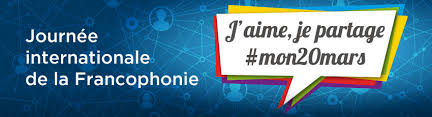 Journée
internationale
de la Francophonie
J'aime, je partage
#mon20mars